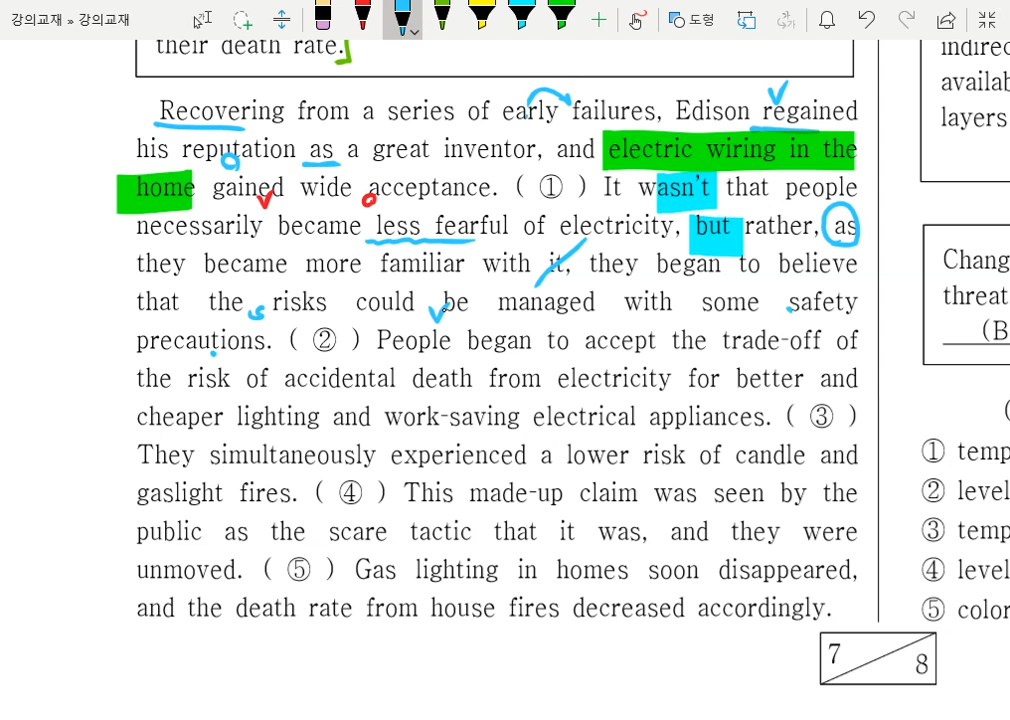 강의교재 » 강의교재
도형
their death rate.
Recovering from a series of early failures, Edison regained
his reputation as a great inventor, and electric wiring in the
home gained wide acceptance. ( ① ) It wasn't that people
necessarily became less fearful of electricity, but rather, as
they became more familiar with it, they began to believe
that the risks could be managed with some safety
precautions. ( ② ) People began to accept the trade-off of
the risk of accidental death from electricity for better and
cheaper lighting and work-saving electrical appliances. ( ③ )
They simultaneously experienced a lower risk of candle and
gaslight fires. ( ④ ) This made-up claim was seen by the
public as the scare tactic that it was, and they were
unmoved. ( ⑤ ) Gas lighting in homes soon disappeared,
and the death rate from house fires decreased accordingly.
7
8
layers
Chang
threat
(B
(
① temp
② level
③ temp
④ level
⑤ color